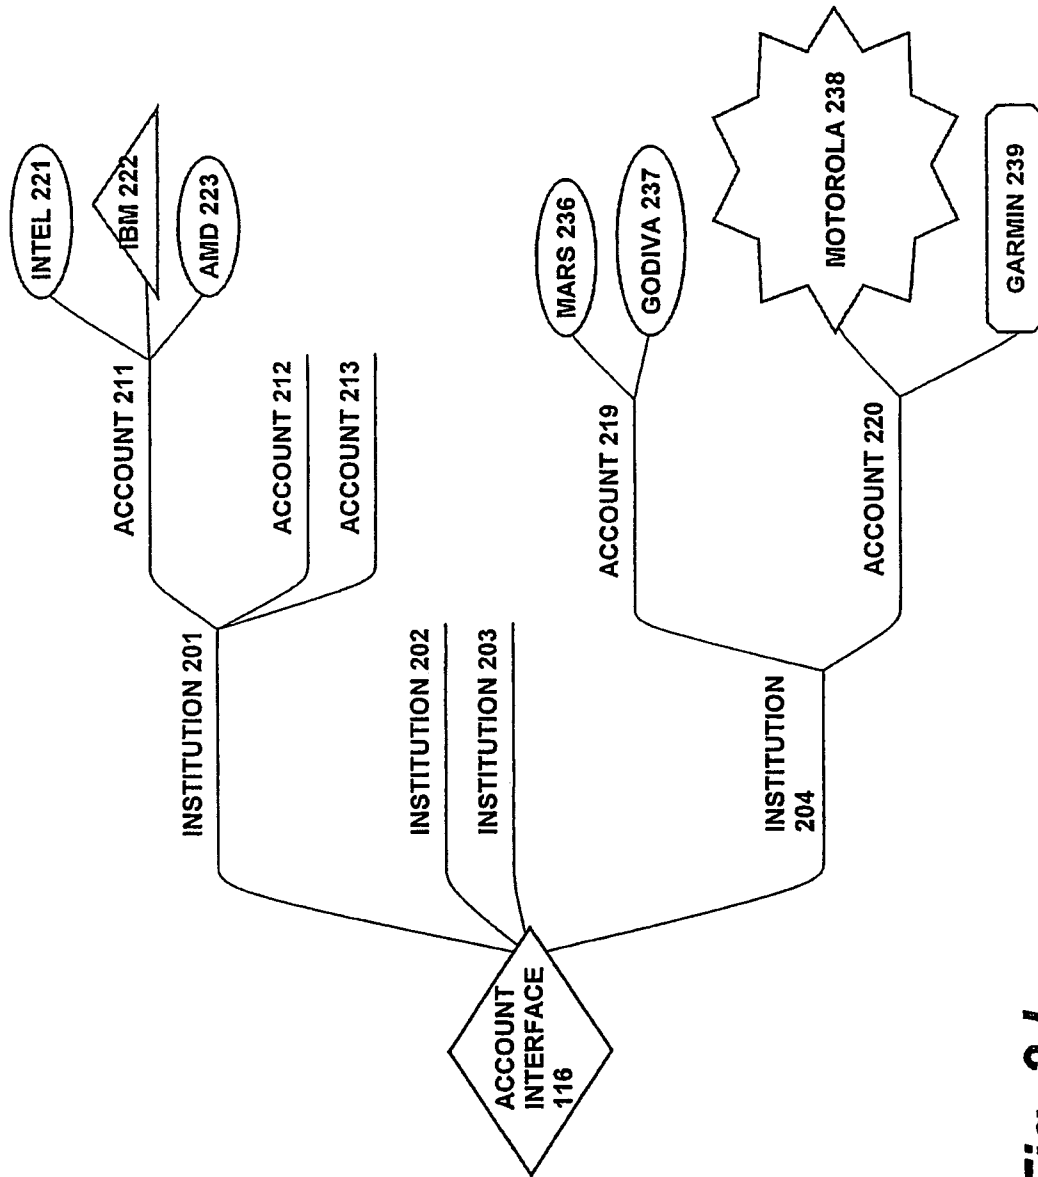 INTEL 221
IBM 222
AMD 223
ACCOUNT 211
ACCOUNT 212
ACCOUNT 213
INSTITUTION 201
INSTITUTION 202
INSTITUTION 203
MARS 236
GODIVA 237
MOTOROLA 238
GARMIN 239
ACCOUNT 219
ACCOUNT 220
INSTITUTION
204
ACCOUNT
INTERFACE
116